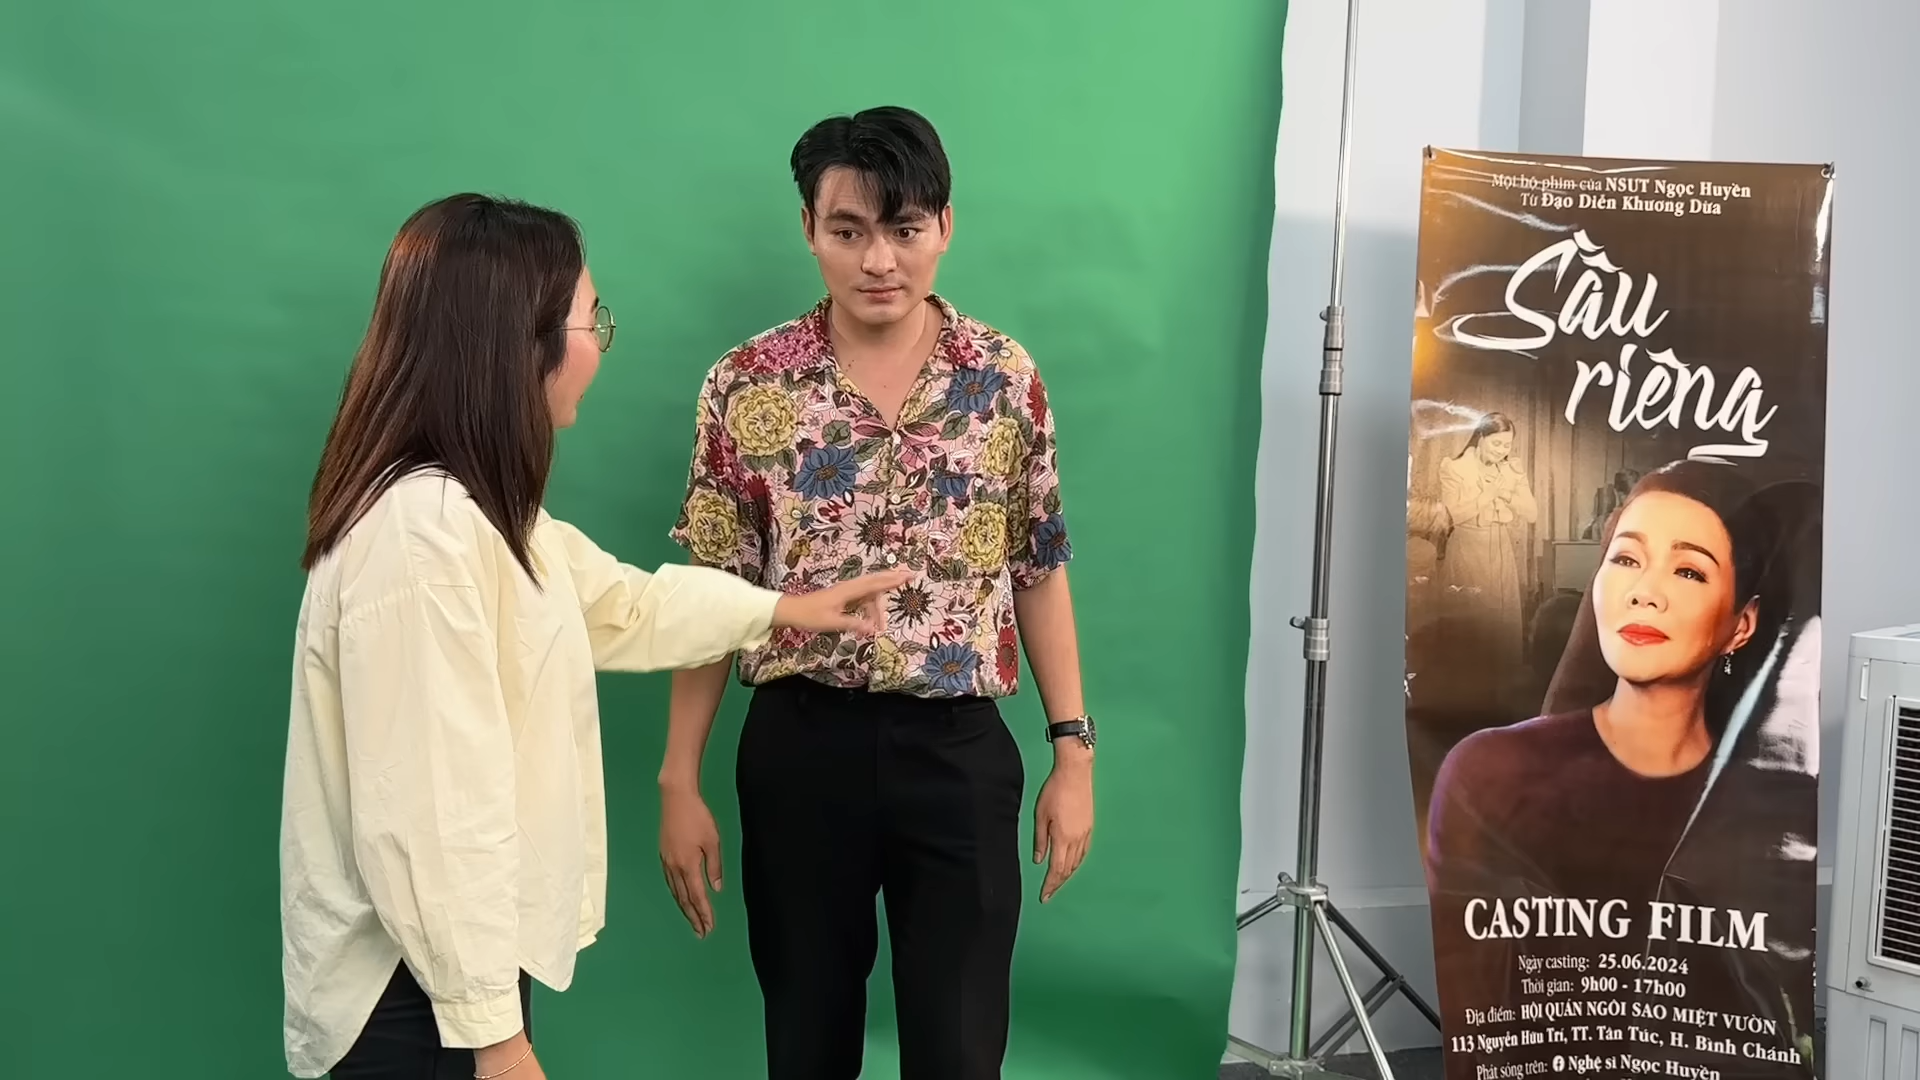 Một bộ phim của NSUT Ngọc Huyền
Từ Đạo Diễn Khương Dừa
Sầu
riêng
CASTING FILM
Ngày casting: 25.06.2024
Thời gian: 9h00 - 17h00
Địa điểm: HỘI QUÁN NGÔI SAO MIỆT VƯỜN
113 Nguyễn Hữu Trí, TT. Tân Túc, H. Bình Chánh
Phát sóng trên: Nghệ sĩ Ngọc Huyền